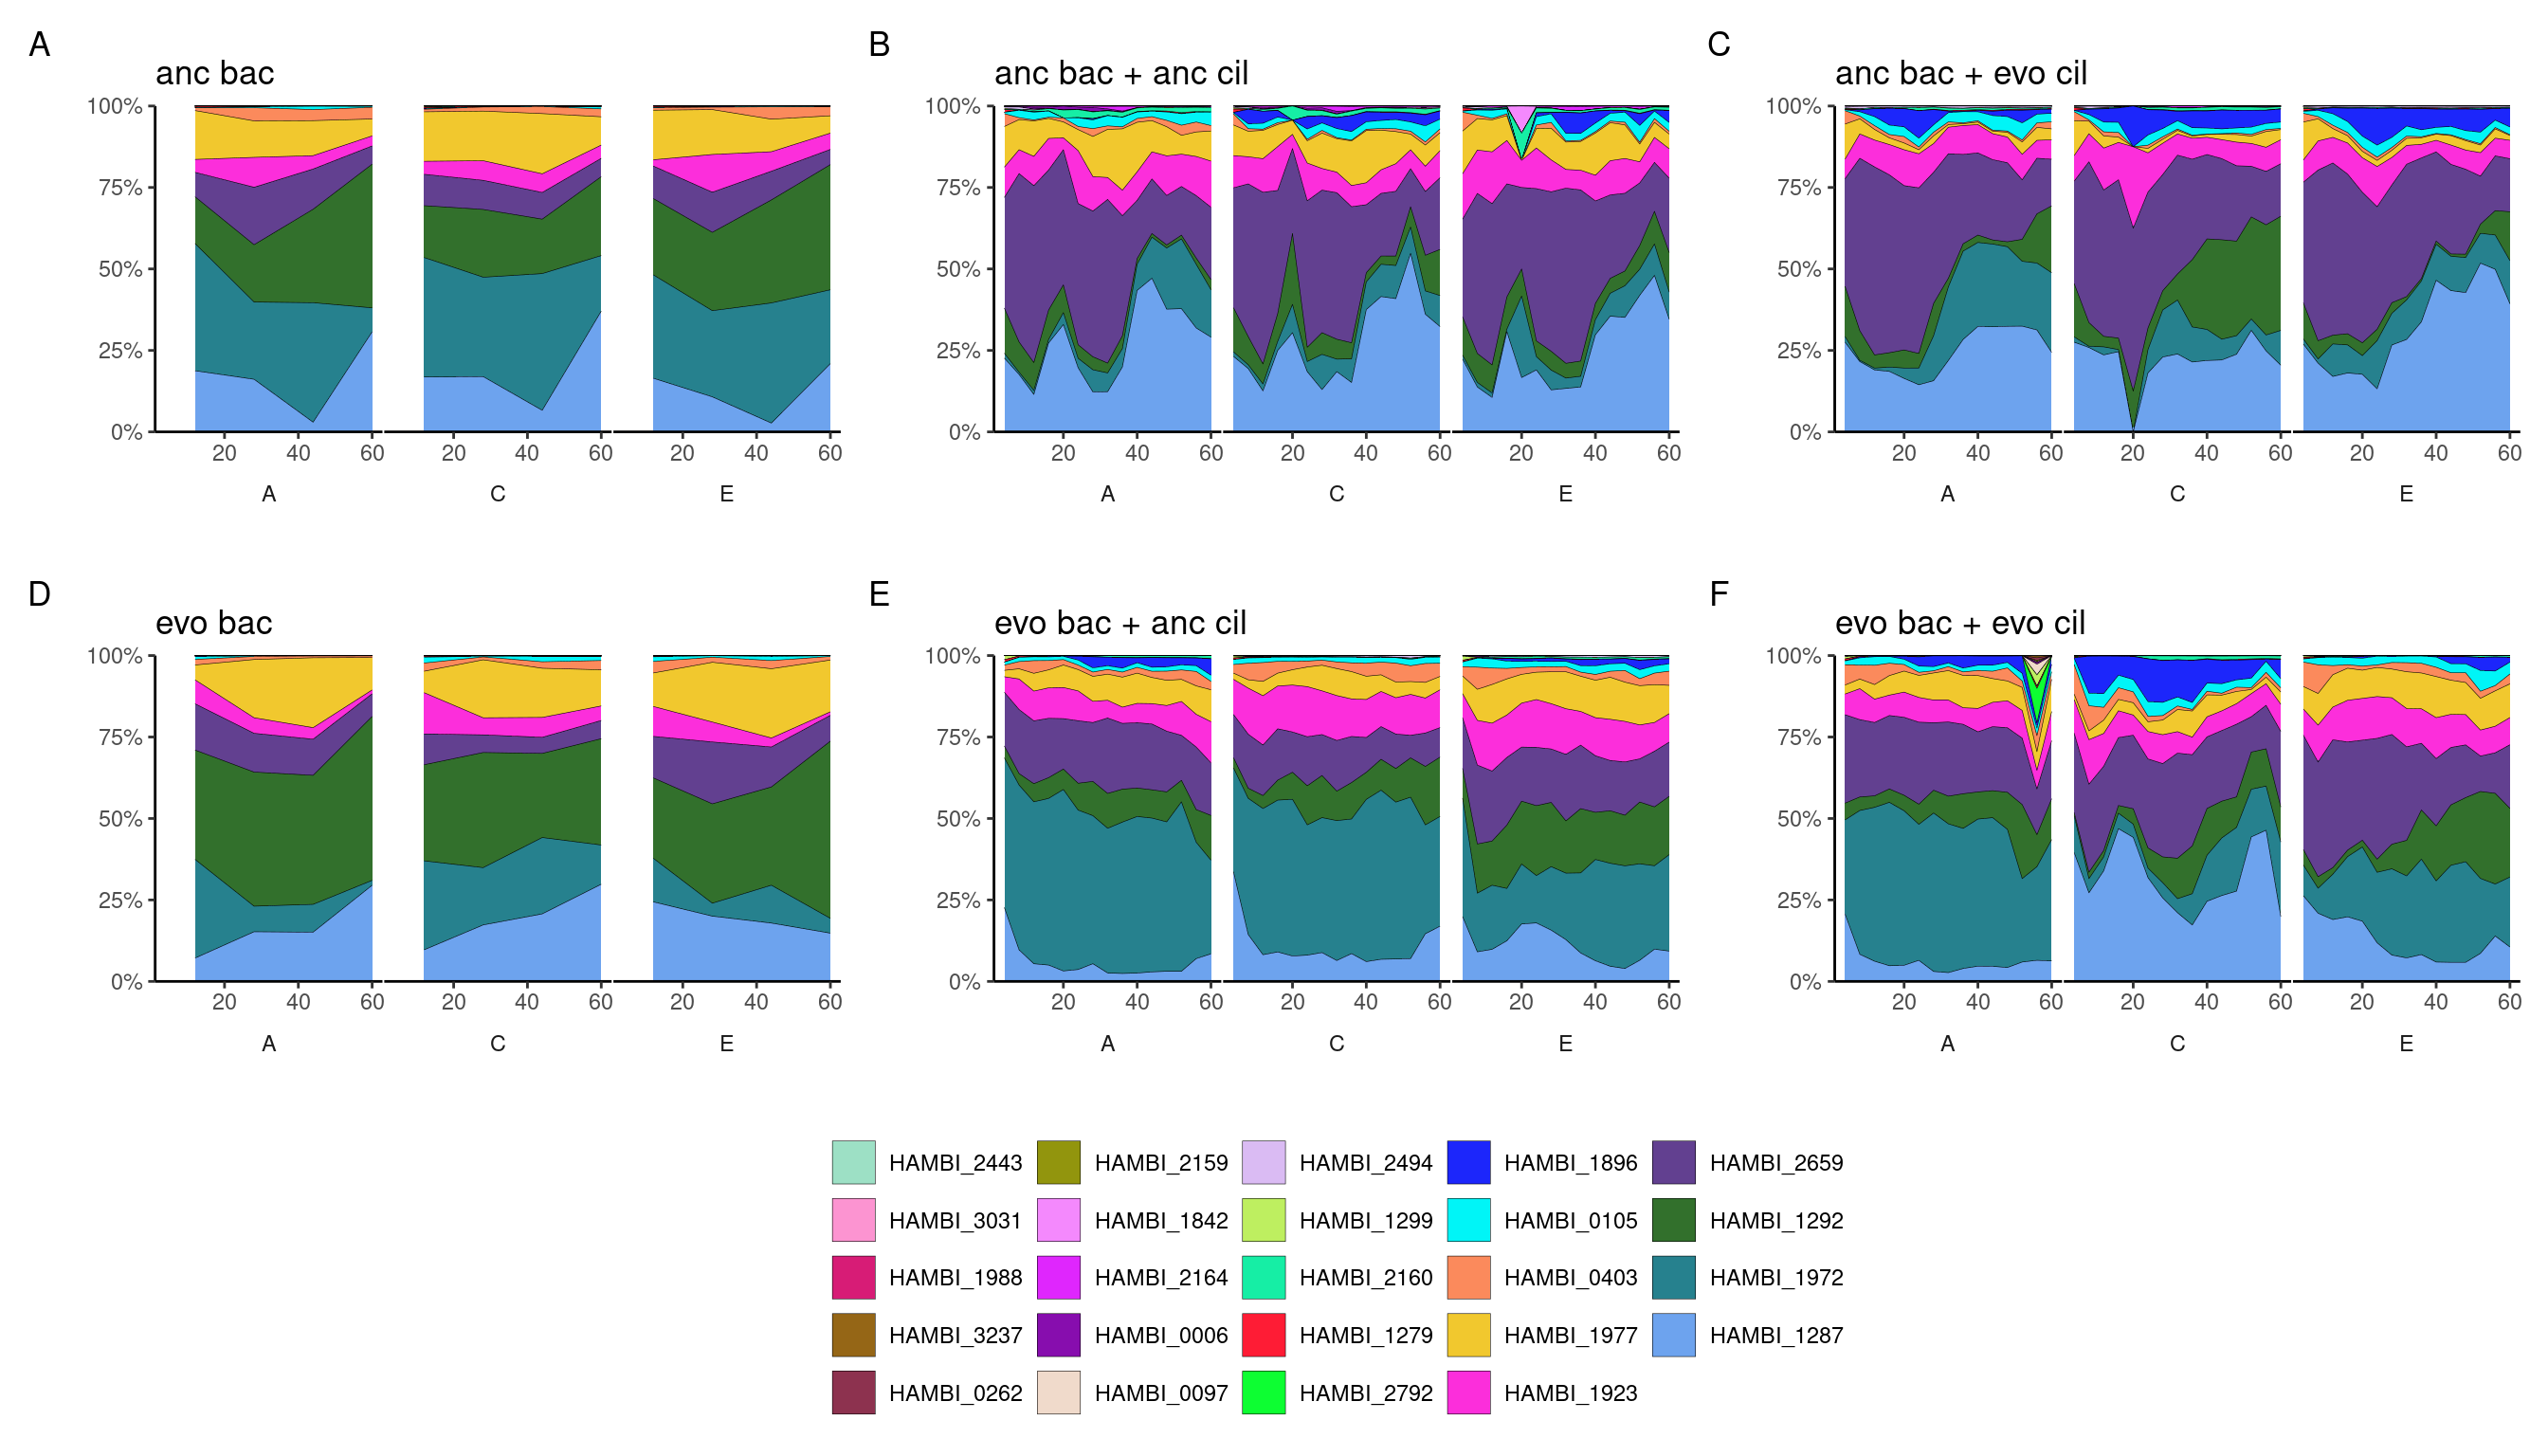 A B C
anc bac anc bac + anc cil anc bac + evo cil
100% 100% 100%
75% 75% 75%
50% 50% 50%
25% 25% 25%
0% 0% 0%
20 40 60 20 40 60 20 40 60 20 40 60 20 40 60 20 40 60 20 40 60 20 40 60 20 40 60
A C E A C E A C E
D E F
evo bac evo bac + anc cil evo bac + evo cil
100% 100% 100%
75% 75% 75%
50% 50% 50%
25% 25% 25%
0% 0% 0%
20 40 60 20 40 60 20 40 60 20 40 60 20 40 60 20 40 60 20 40 60 20 40 60 20 40 60
A C E A C E A C E
HAMBI_2443 HAMBI_2159 HAMBI_2494 HAMBI_1896 HAMBI_2659
HAMBI_3031 HAMBI_1842 HAMBI_1299 HAMBI_0105 HAMBI_1292
HAMBI_1988 HAMBI_2164 HAMBI_2160 HAMBI_0403 HAMBI_1972
HAMBI_3237 HAMBI_0006 HAMBI_1279 HAMBI_1977 HAMBI_1287
HAMBI_0262 HAMBI_0097 HAMBI_2792 HAMBI_1923